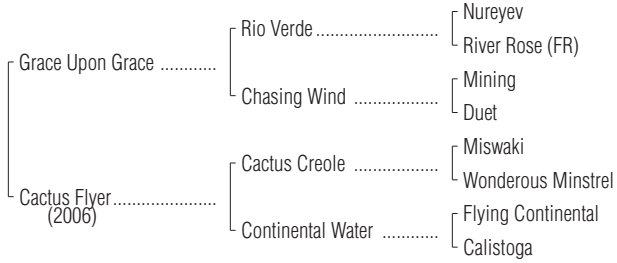 Nureyev
Rio Verde ........................
River Rose (FR)
Grace Upon Grace ............
Mining
Chasing Wind ..................
Duet
Miswaki
Cactus Creole ..................
Wonderous Minstrel
Cactus Flyer ......................
(2006)
Flying Continental
Continental Water ............
Calistoga